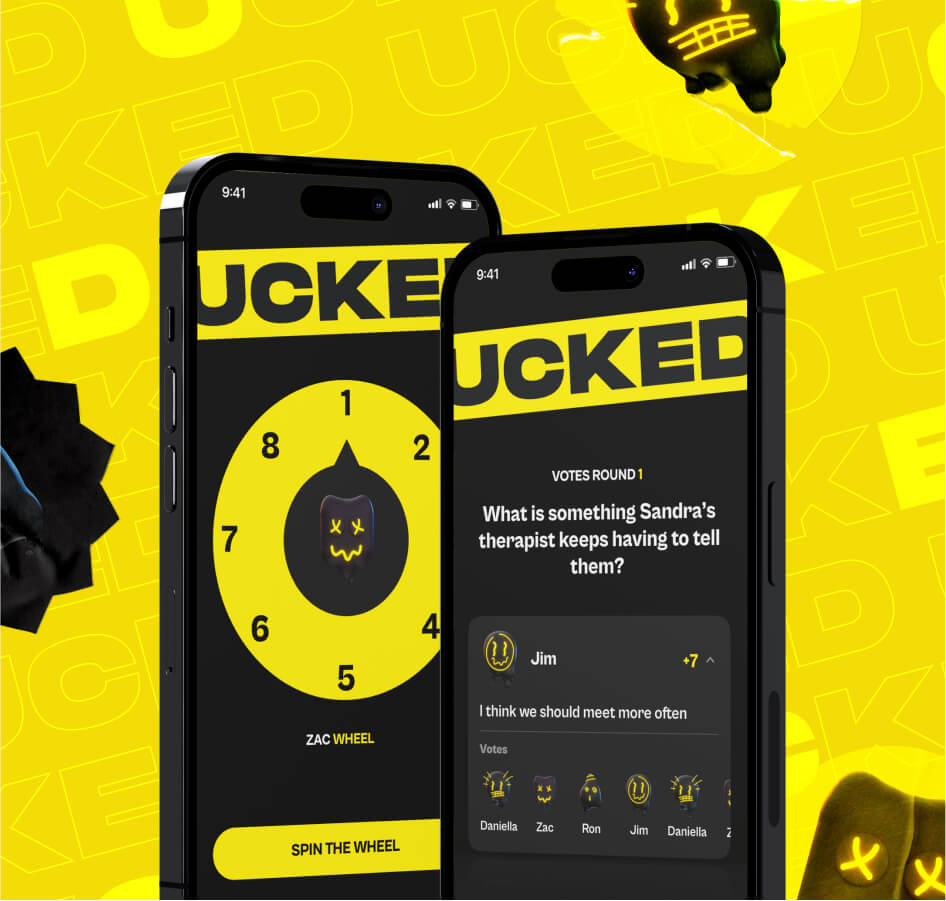 UCKED
9:41
UCKED
1
2
4
5
6
7
8
ZAC WHEEL
SPIN THE WHEEL
9:41
UCKED
VOTES ROUND 1
What is something Sandra's
therapist keeps having to tell
them?
Jim
+7
I think we should meet more often
Votes
Daniella
Zac
Ron
Jim
Daniella